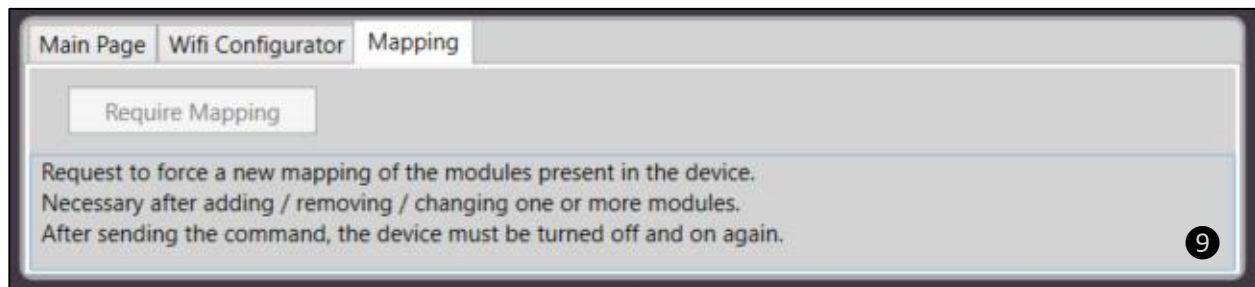 Main Page Wifi Configurator Mapping
Require Mapping
Request to force a new mapping of the modules present in the device.
Necessary after adding / removing / changing one or more modules.
After sending the command, the device must be turned off and on again.
9